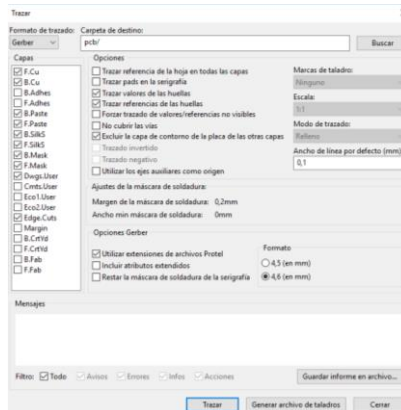 Trazar
Formato de trazado: Carpeta de destino:
Gerber pcb/ Buscar
Capas
F.Cu
B.Cu
B.Adhes
F.Adhes
B.Paste
F.Paste
B.SilkS
F.SilkS
B.Mask
F.Mask
Dwgs.User
Cmts.User
Eco1.User
Eco2.User
Edge.Cuts
Margin
B.CrtYd
F.CrtYd
B.Fab
F.Fab
Opciones
Trazar referencia de la hoja en todas las capas
Trazar pads en la serigrafía
Trazar valores de las huellas
Trazar referencias de las huellas
Forzar trazado de valores/referencias no visibles
No cubrir las vías
Excluir la capa de contorno de la placa de las otras capas
Trazado invertido
Trazado negativo
Utilizar los ejes auxiliares como origen
Marcas de taladro:
Ninguno
Escala:
1:1
Modo de trazado:
Relleno
Ancho de línea por defecto (mm)
0,1
Ajustes de la máscara de soldadura:
Margen de la máscara de soldadura: 0,2mm
Ancho min máscara de soldadura: 0mm
Opciones Gerber
Utilizar extensiones de archivos Protel
Incluir atributos extendidos
Restar la máscara de soldadura de la serigrafía
Formato
4,5 (en mm)
4,6 (en mm)
Mensajes
Filtro: Todo Avisos Errores Infos Acciones Guardar informe en archivo...
Trazar Generar archivo de taladros Cerrar